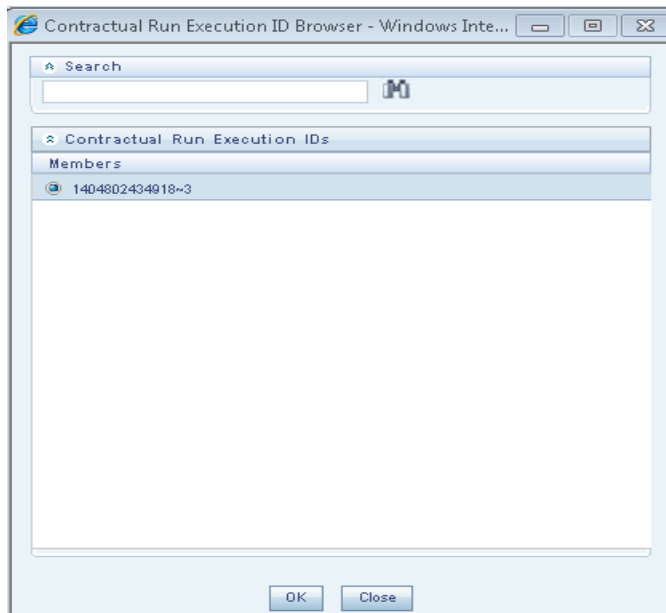 Contractual Run Execution ID Browser - Windows Inte...
Search
Contractual Run Execution IDs
Members
1404802434918~3
OK
Close